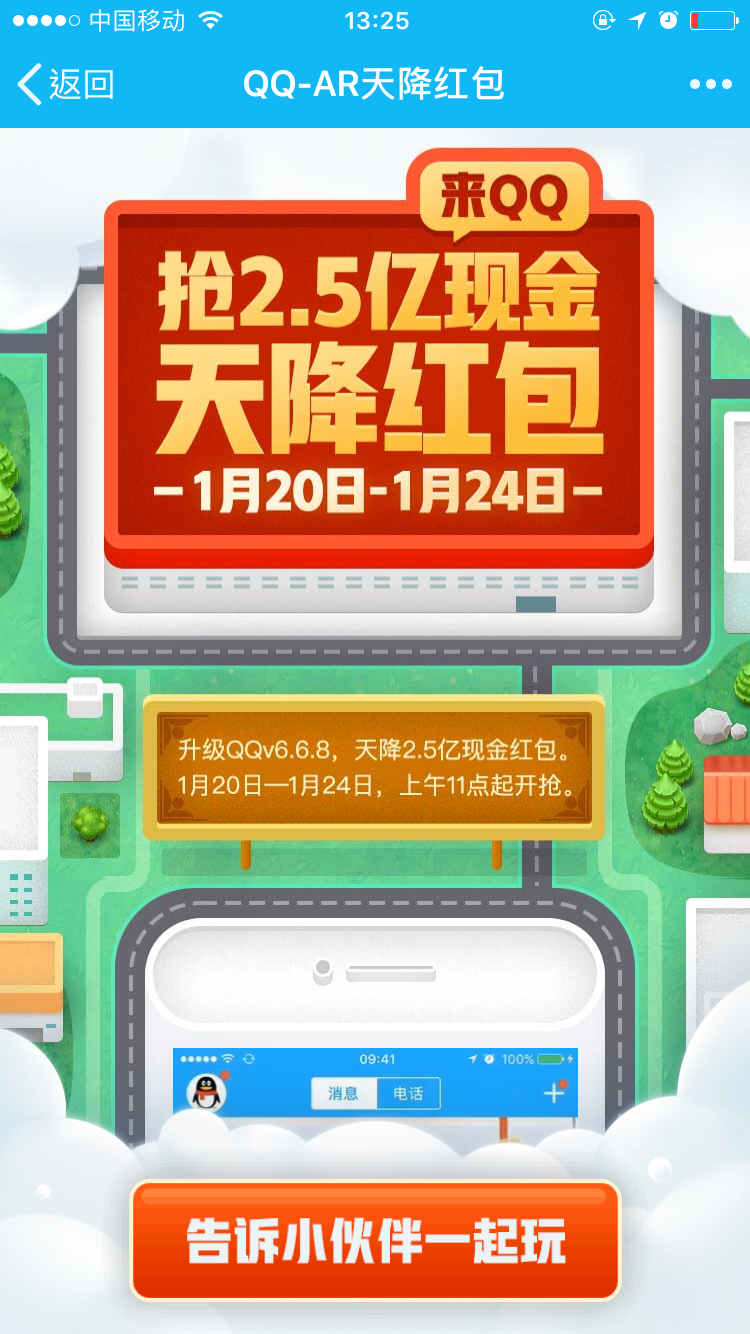 中国移动
13:25
返回
QQ-AR天降红包
来QQ
抢2.5亿现金
天降红包
1月20日-1月24日
升级QQv6.6.8，天降2.5亿现金红包。
1月20日—1月24日，上午11点起开抢。
09:41
100%
消息
电话
告诉小伙伴一起玩